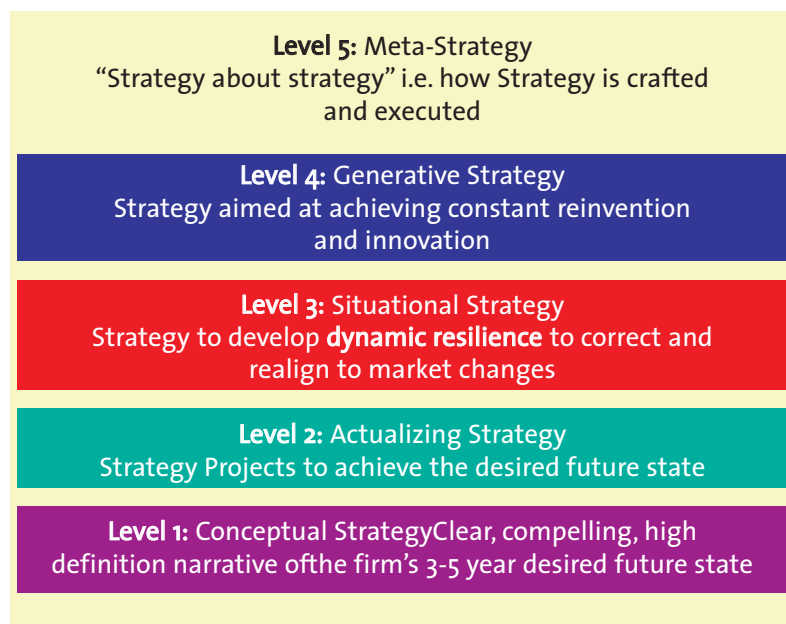 Level 5: Meta-Strategy
“Strategy about strategy” i.e. how Strategy is crafted
and executed
Level 4: Generative Strategy
Strategy aimed at achieving constant reinvention
and innovation
Level 3: Situational Strategy
Strategy to develop dynamic resilience to correct and
realign to market changes
Level 2: Actualizing Strategy
Strategy Projects to achieve the desired future state
Level 1: Conceptual StrategyClear, compelling, high
definition narrative ofthe firm’s 3-5 year desired future state